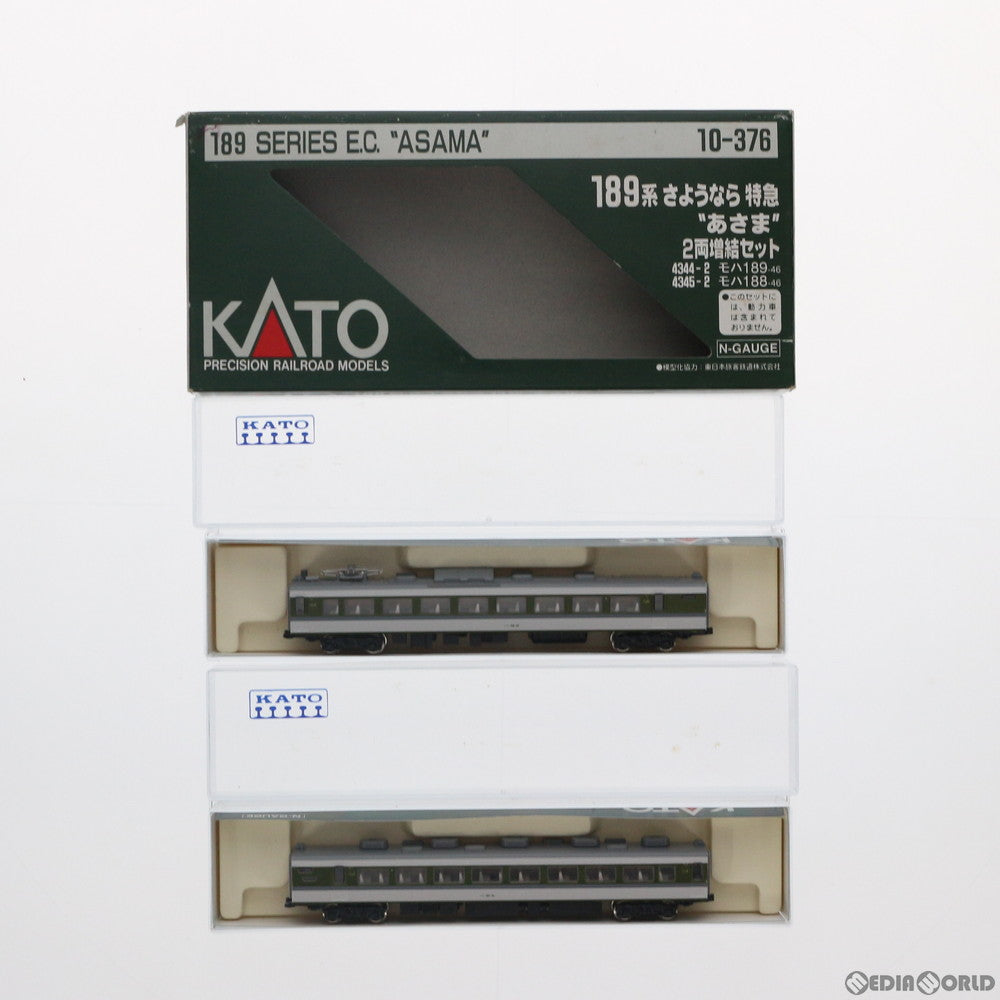 189 SERIES E.C. "ASAMA" 10-376
189系 さようなら 特急
"あさま"
2両増結セット
4344-2 モハ189-46
4345-2 モハ188-46
●このセットに
は、動力車
は含まれて
おりません。
N-GAUGE
KATO
PRECISION RAILROAD MODELS
●模型化協力:東日本旅客鉄道株式会社
KATO
KATO
KATO
N-GAUGE
KATO
MEDIAWORLD